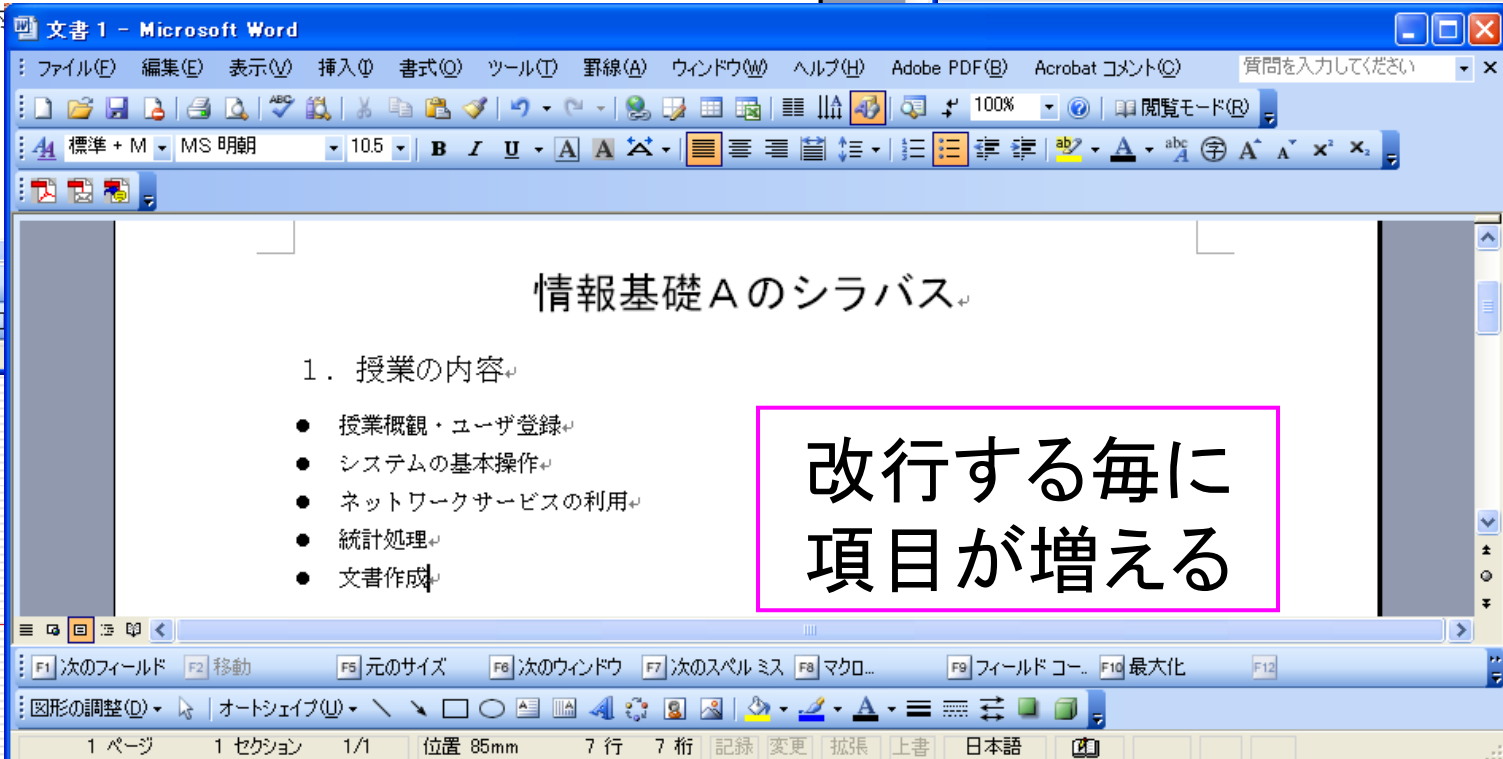 文書 1 - Microsoft Word
ファイル(F) 編集(E) 表示(V) 挿入(I) 書式(O) ツール(T) 罫線(A) ウィンドウ(W) ヘルプ(H) Adobe PDF(B) Acrobat コメント(C) 質問を入力してください
100% 閲覧モード(R)
標準 + M MS 明朝 10.5 B I U A A
情報基礎Aのシラバス
1. 授業の内容
● 授業概観・ユーザ登録
● システムの基本操作
● ネットワークサービスの利用
● 統計処理
● 文書作成
改行する毎に
項目が増える
F1 次のフィールド F2 移動 F5 元のサイズ F6 次のウィンドウ F7 次のスペル ミス F8 マクロ... F9 フィールド コー.. F10 最大化 F12
図形の調整(D) オートシェイプ(U)
1 ページ 1 セクション 1/1 位置 85mm 7 行 7 桁 記録 変更 拡張 上書 日本語